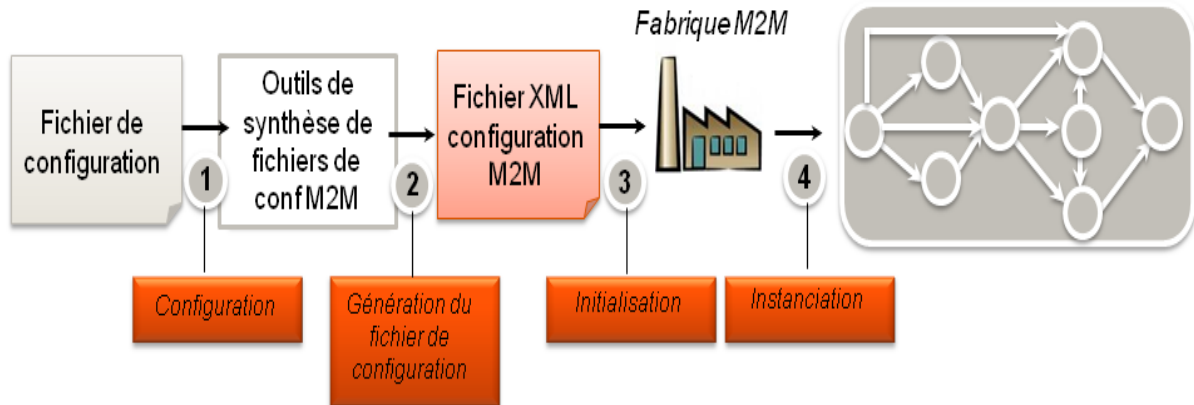 Fabrique M2M
Fichier de
configuration
Outils de
synthèse de
fichiers de
conf M2M
Fichier XML
configuration
M2M
1
2
3
4
Configuration
Génération du
fichier de
configuration
Initialisation
Instanciation